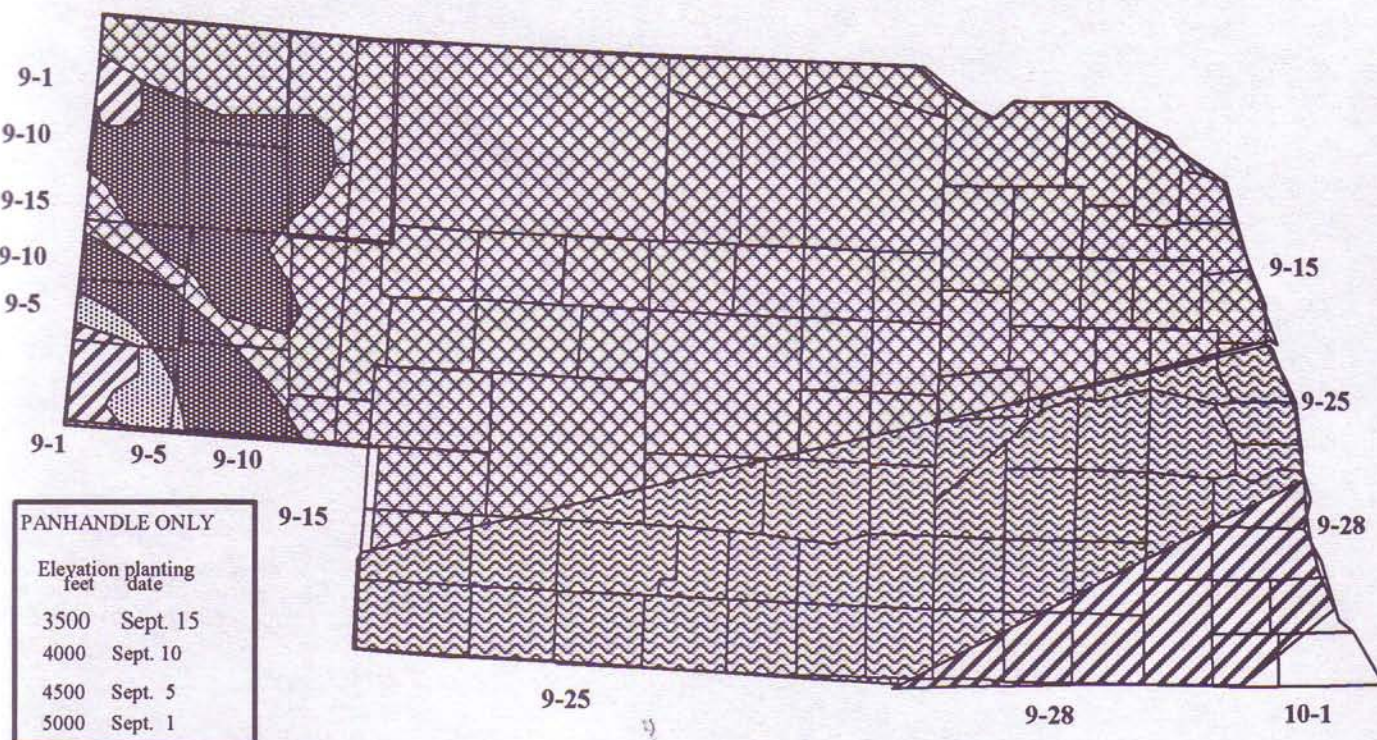 9-1
9-10
9-15
9-10
9-5
9-1
9-5
9-10
9-15
9-15
9-25
9-28
9-25
9-28
10-1
PANHANDLE ONLY
Elevation planting
feet date
3500 Sept. 15
4000 Sept. 10
4500 Sept. 5
5000 Sept. 1